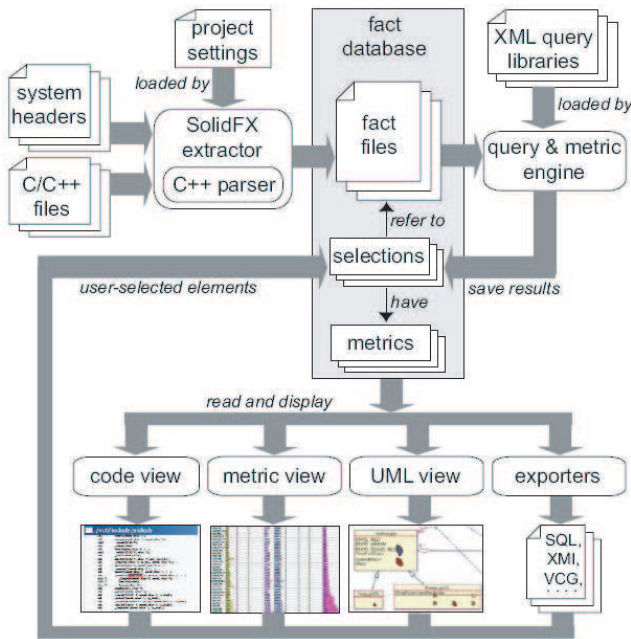 project
settings
fact
database
XML query
libraries
loaded by
loaded by
system
headers
SolidFX
extractor
C++ parser
fact
files
query & metric
engine
C/C++
files
refer to
selections
user-selected elements
save results
have
metrics
read and display
code view
metric view
UML view
exporters
SQL,
XMI,
VCG,
. . . .